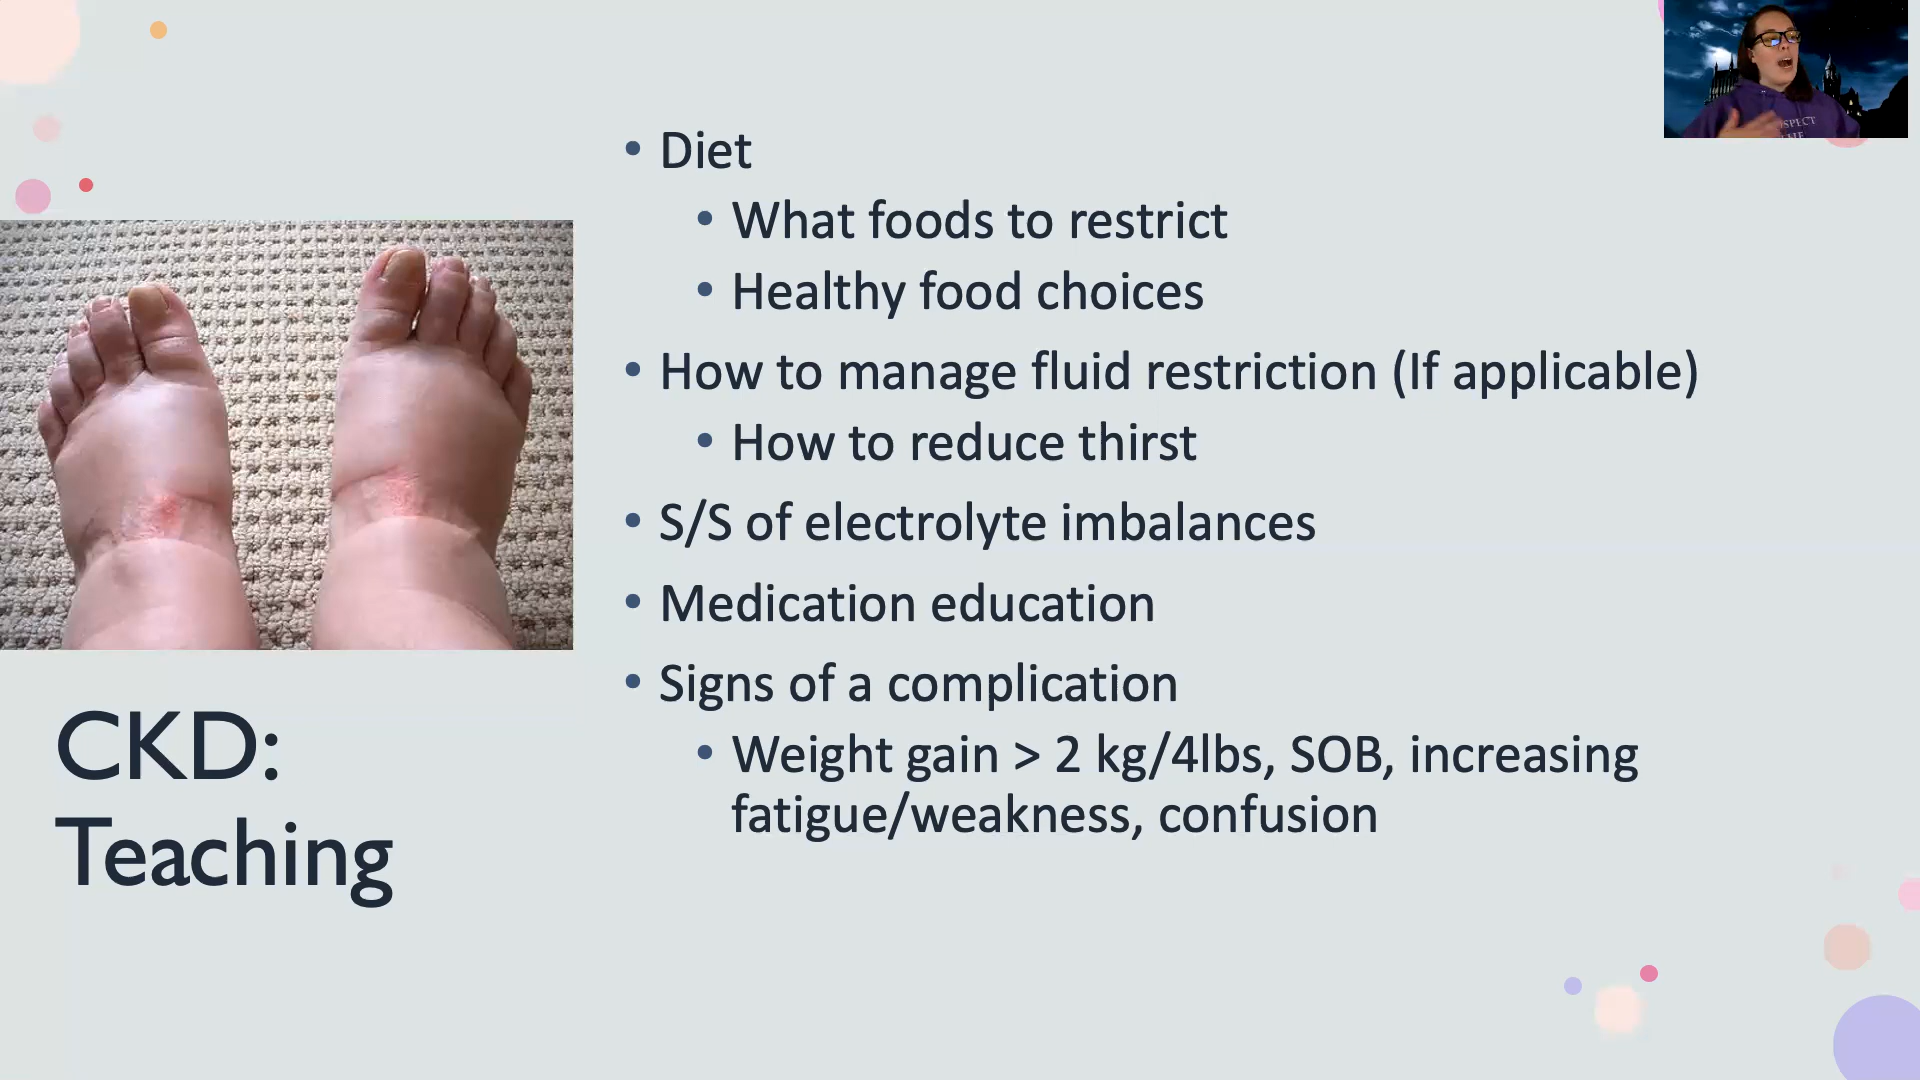 Diet
What foods to restrict
Healthy food choices
How to manage fluid restriction (If applicable)
How to reduce thirst
S/S of electrolyte imbalances
Medication education
Signs of a complication
Weight gain > 2 kg/4lbs, SOB, increasing
fatigue/weakness, confusion
CKD:
Teaching